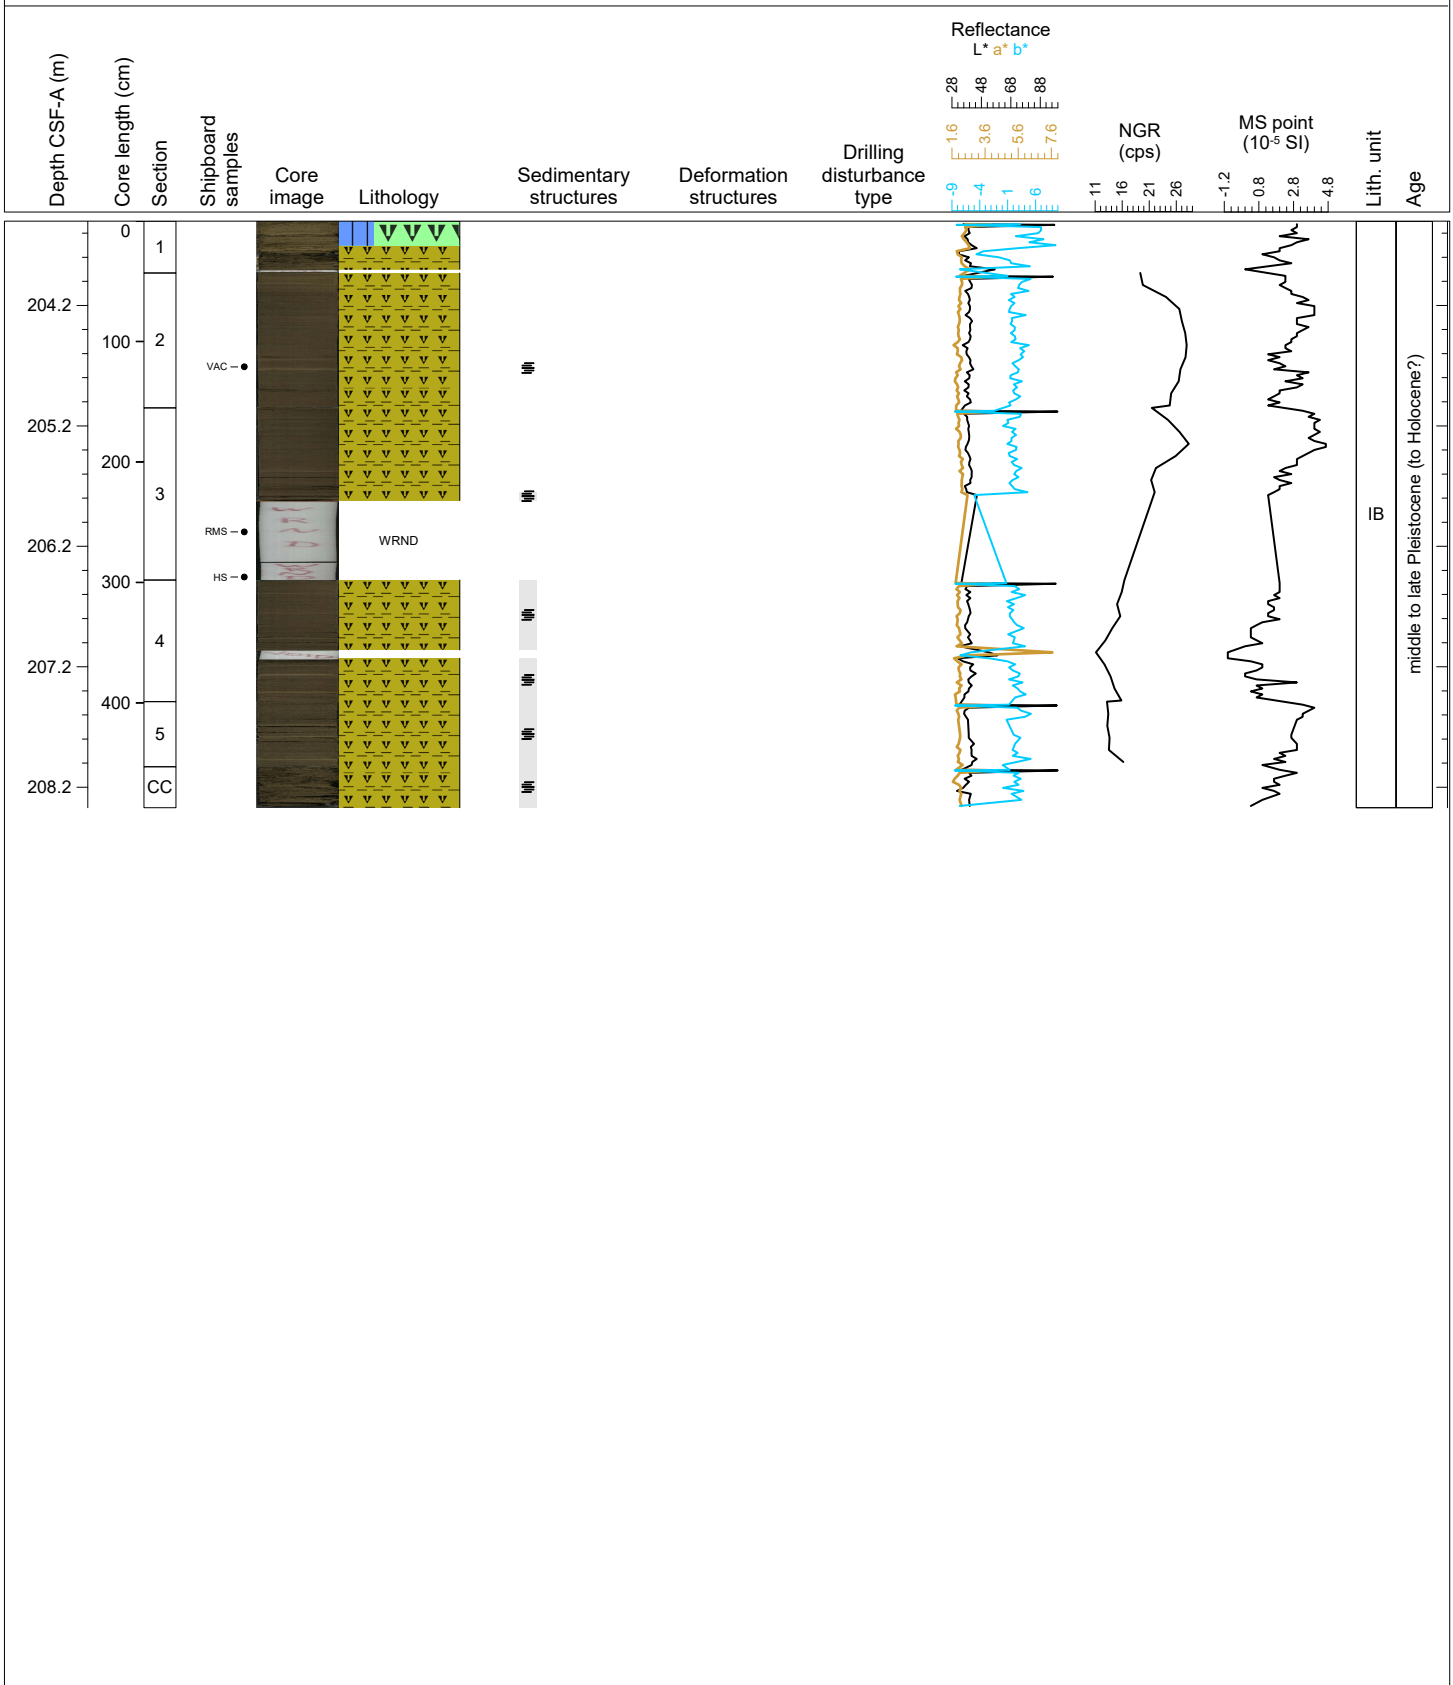 Reflectance
L* a* b*
Depth CSF-A (m)
Core length (cm)
Section
Shipboard
samples
Core
image
Lithology
Sedimentary
structures
Deformation
structures
Drilling
disturbance
type
28 48 68 88
1.6 3.6 5.6 7.6
-9 -4 1 6
NGR
(cps)
11 16 21 26
MS point
(10-5 SI)
-1.2 0.8 2.8 4.8
Lith. unit
Age
0
1
204.2
100
2
VAC
205.2
200
3
RMS
WRND
206.2
HS
300
4
207.2
400
5
CC
208.2
IB
middle to late Pleistocene (to Holocene?)